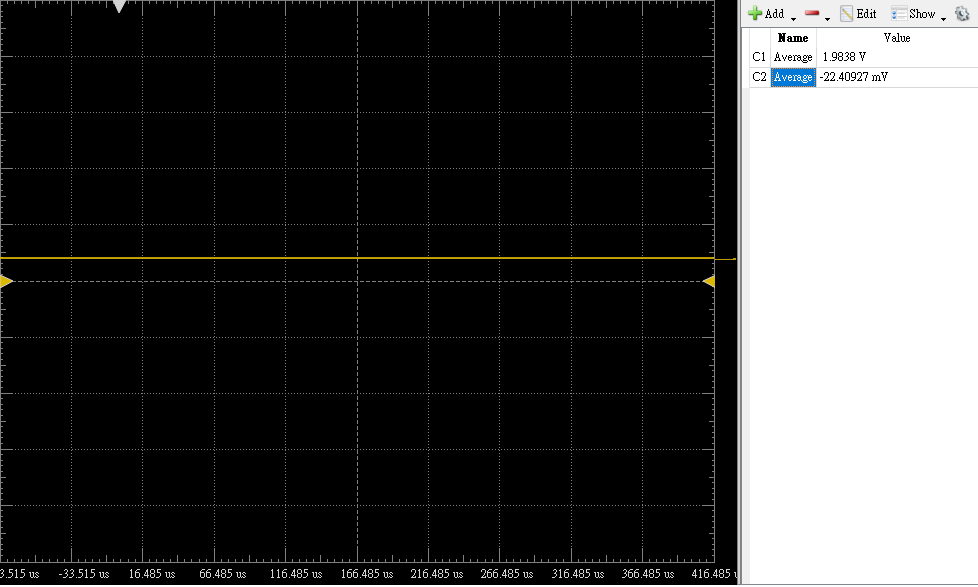 Add Edit Show
Name Value
C1 Average 1.9838 V
C2 Average -22.40927 mV
3.515 us -33.515 us 16.485 us 66.485 us 116.485 us 166.485 us 216.485 us 266.485 us 316.485 us 366.485 us 416.485 u